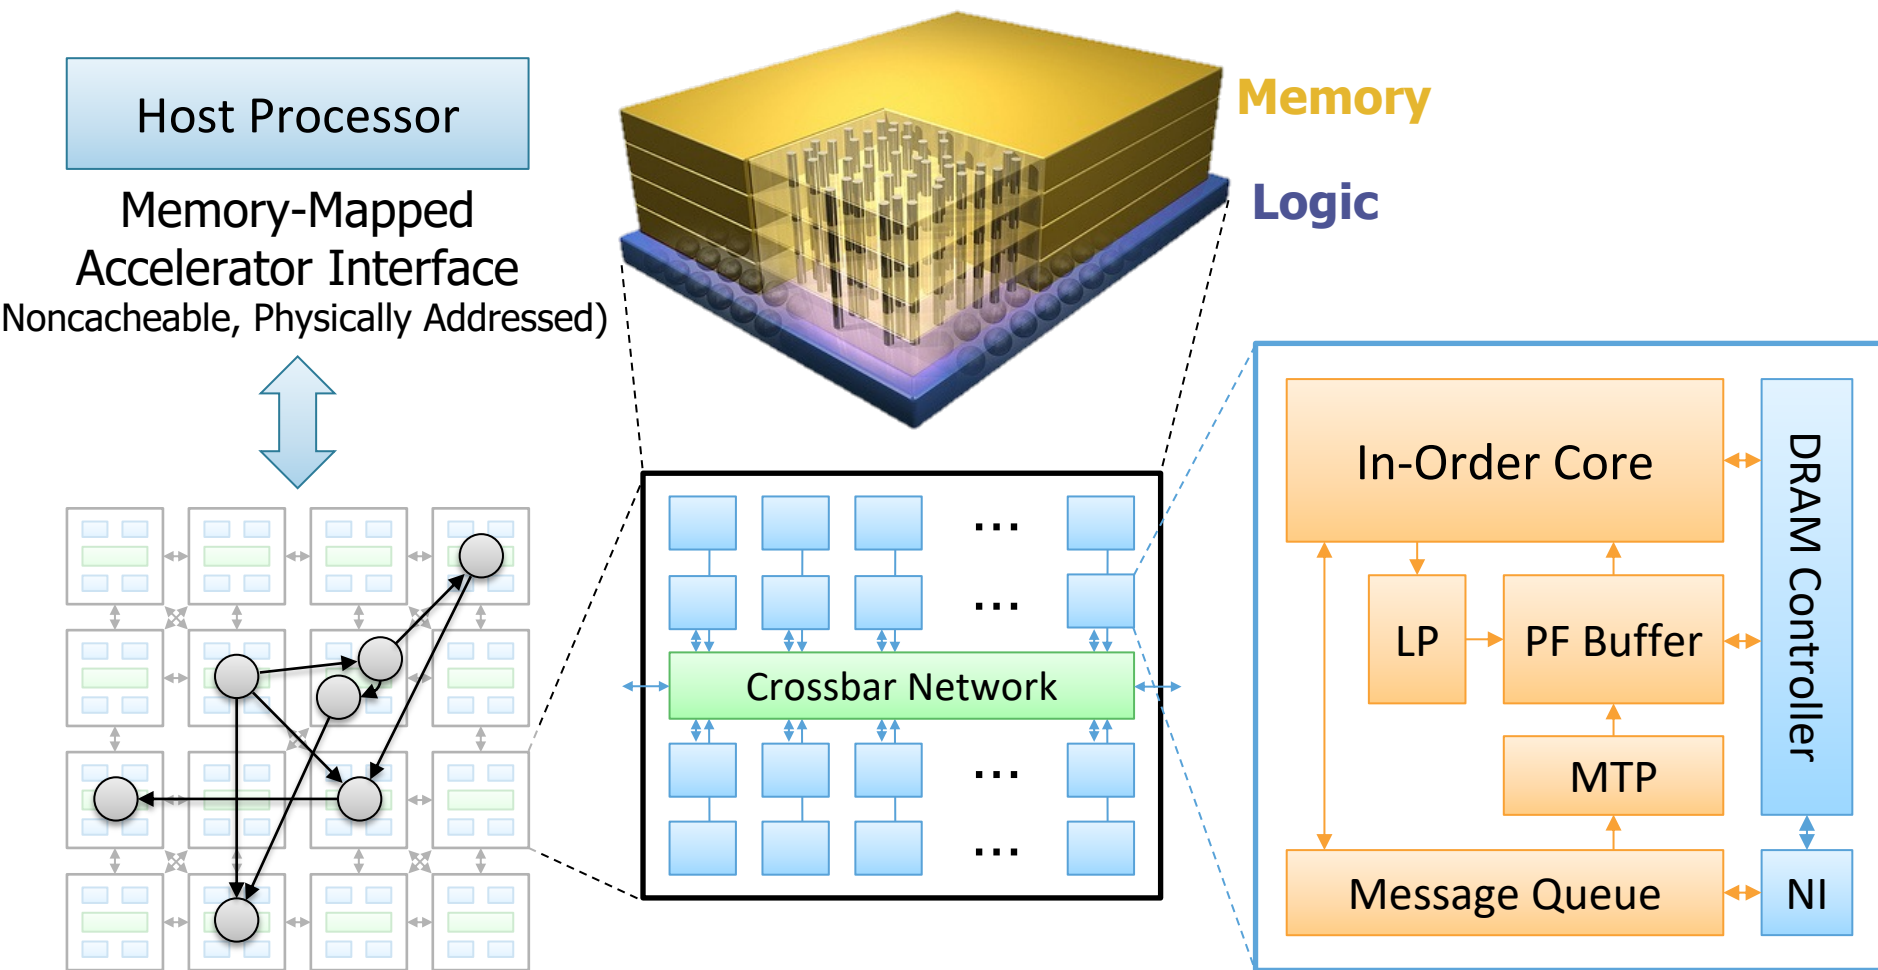 Host Processor
Memory-Mapped
Accelerator Interface
Noncacheable, Physically Addressed)
Memory
Logic
...
...
Crossbar Network
...
...
In-Order Core
LP
PF Buffer
MTP
Message Queue
DRAM Controller
NI